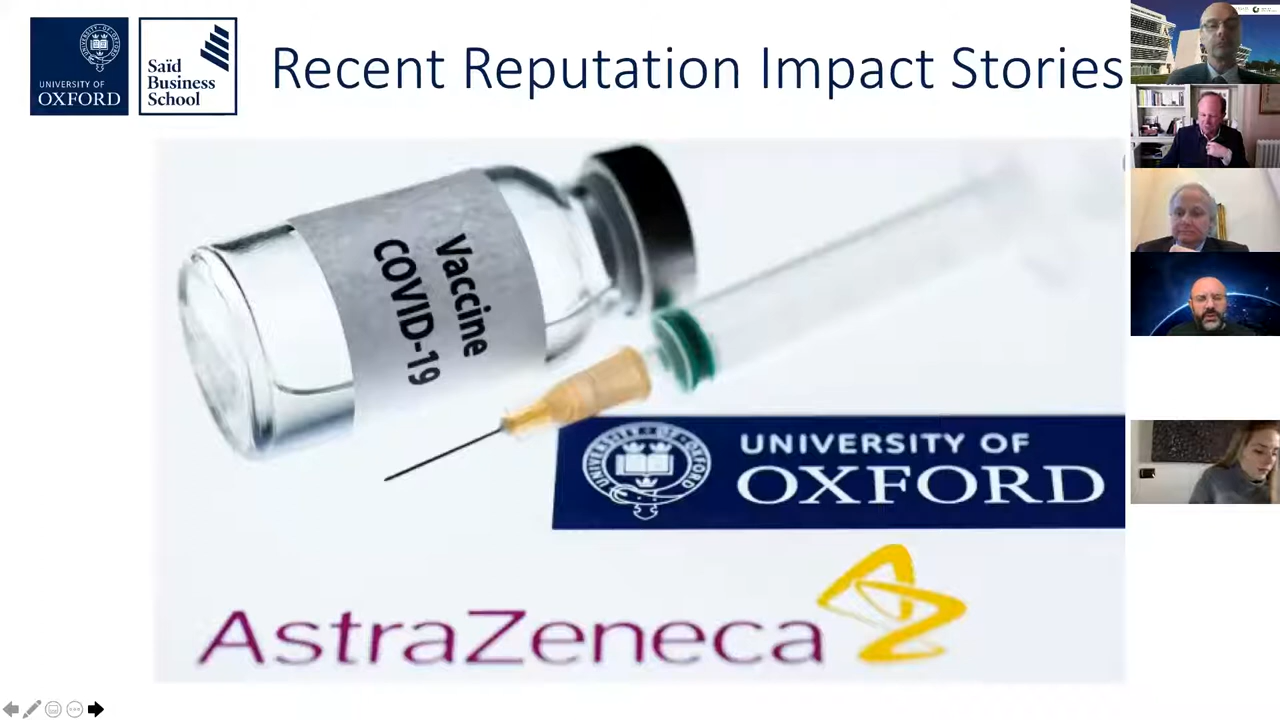 UNIVERSITY OF
OXFORD
Saïd
Business
School
Recent Reputation Impact Stories
Vaccine
COVID-19
UNIVERSITY OF
OXFORD
AstraZeneca